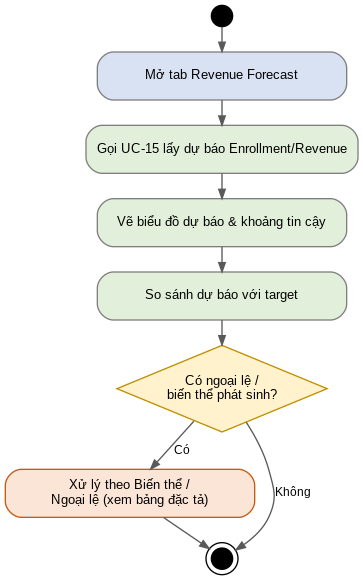 Mở tab Revenue Forecast
Gọi UC-15 lấy dự báo Enrollment/Revenue
Vẽ biểu đồ dự báo & khoảng tin cậy
So sánh dự báo với target
Có ngoại lệ /
biến thể phát sinh?
Có
Xử lý theo Biến thể /
Ngoại lệ (xem bảng đặc tả)
Không